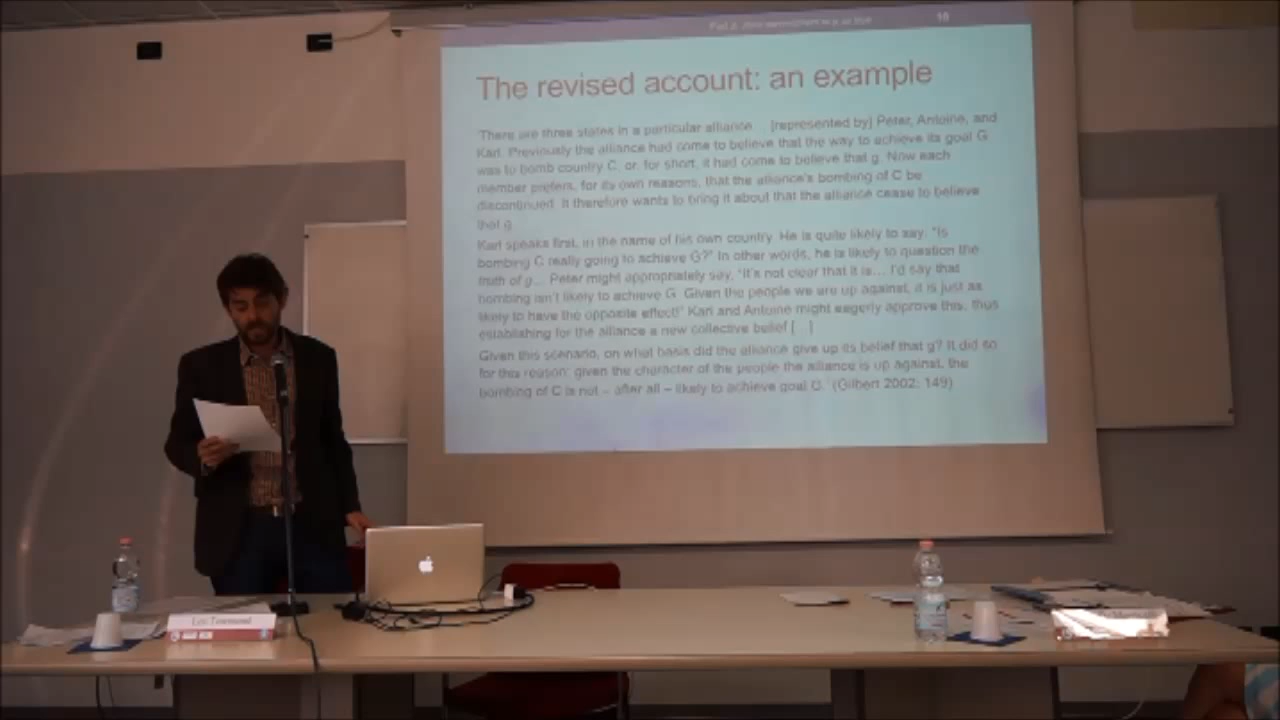 18
The revised account: an example
'There are three states in a particular alliance... [represented by] Peter, Antoine, and
Karl. Previously the alliance had come to believe that the way to achieve its goal G
was to bomb country C, or, for short, it had come to believe that g. Now each
member prefers, for its own reasons, that the alliance's bombing of C be
discontinued. It therefore wants to bring it about that the alliance cease to believe
that g.
Karl speaks first, in the name of his own country. He is quite likely to say, "Is
bombing C really going to achieve G?" In other words, he is likely to question the
truth of g... Peter might appropriately say, "It's not clear that it is... I'd say that
bombing isn't likely to achieve G. Given the people we are up against, it is just as
likely to have the opposite effect!" Karl and Antoine might eagerly approve this, thus
establishing for the alliance a new collective belief [...]
Given this scenario, on what basis did the alliance give up its belief that g? It did so
for this reason: given the character of the people the alliance is up against, the
bombing of C is not – after all – likely to achieve goal G.' (Gilbert 2002: 149)
Leo Townsend